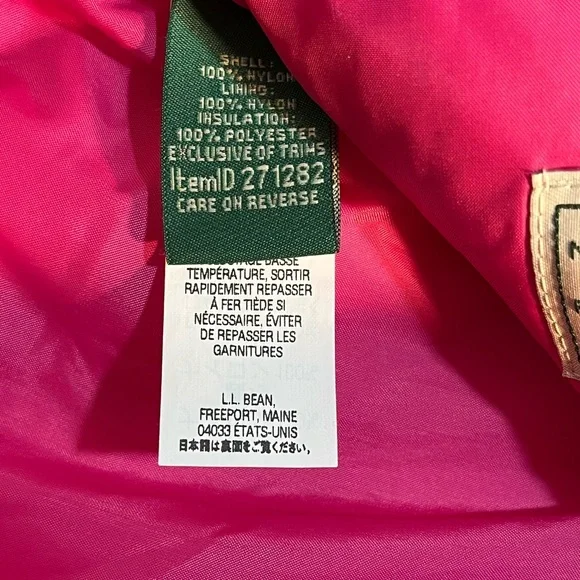 SHELL:
100% NYLON
LINING:
100% NYLON
INSULATION:
100% POLYESTER
EXCLUSIVE OF TRIMS
ItemID 271282
CARE ON REVERSE
BASSE
TEMPÉRATURE, SORTIR
RAPIDEMENT REPASSER
À FER TIÈDE SI
NÉCESSAIRE, ÉVITER
DE REPASSER LES
GARNITURES
L.L. BEAN,
FREEPORT, MAINE
04033 ÉTATS-UNIS
日本語は裏面をご覧ください。